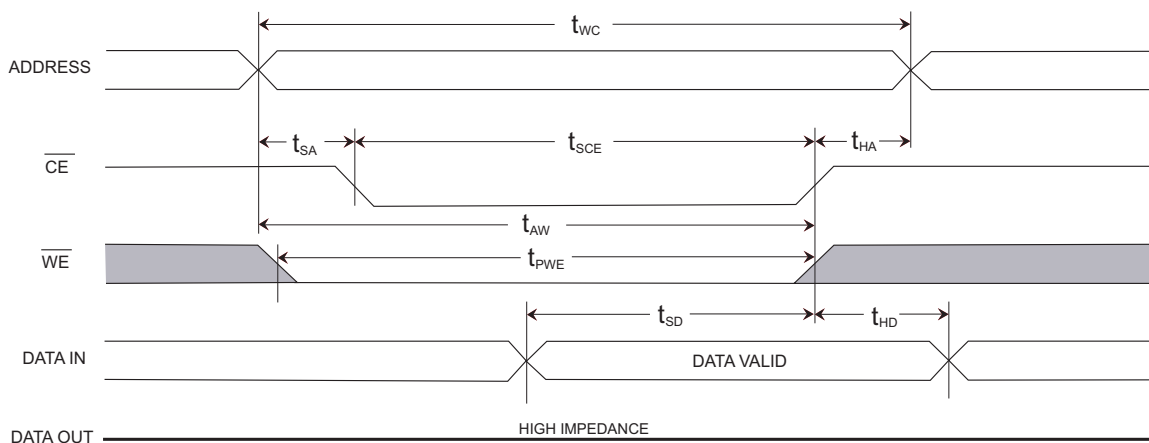 tWC
ADDRESS
tSA
tSCE
tHA
CE
tAW
WE
tPWE
tSD
tHD
DATA IN
DATA VALID
HIGH IMPEDANCE
DATA OUT